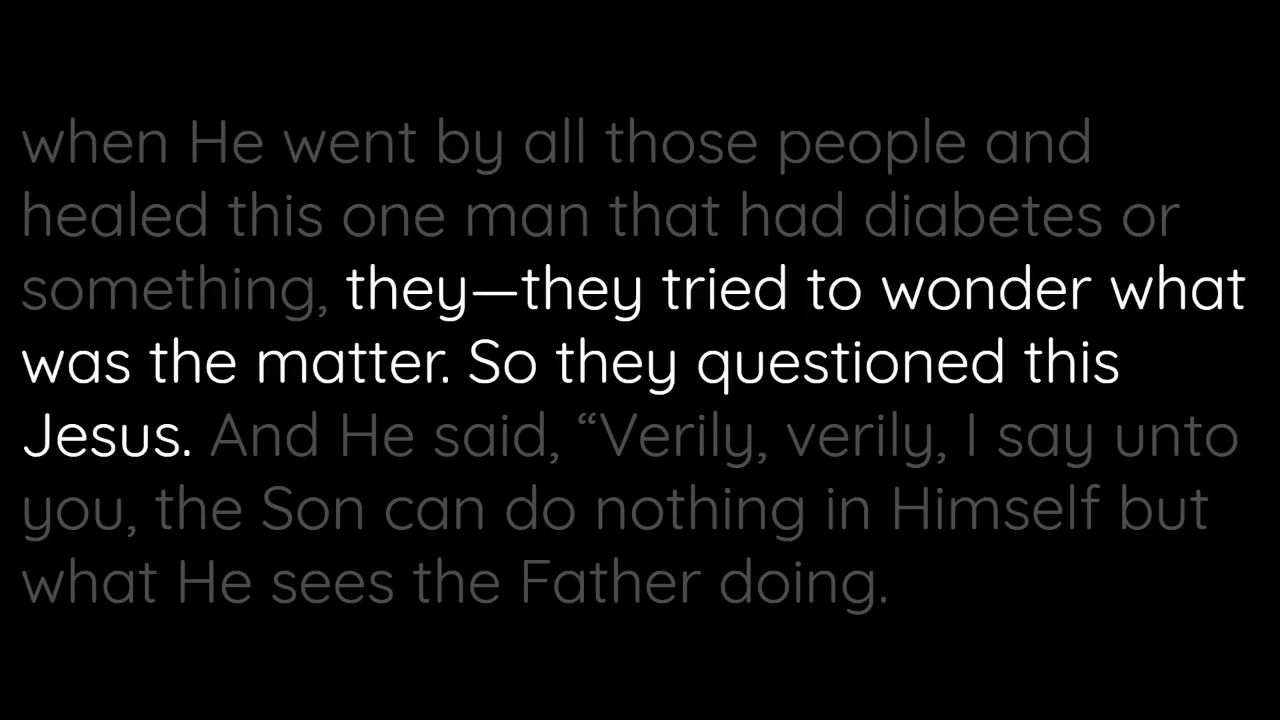 when He went by all those people and
healed this one man that had diabetes or
something, they—they tried to wonder what
was the matter. So they questioned this
Jesus. And He said, “Verily, verily, I say unto
you, the Son can do nothing in Himself but
what He sees the Father doing.